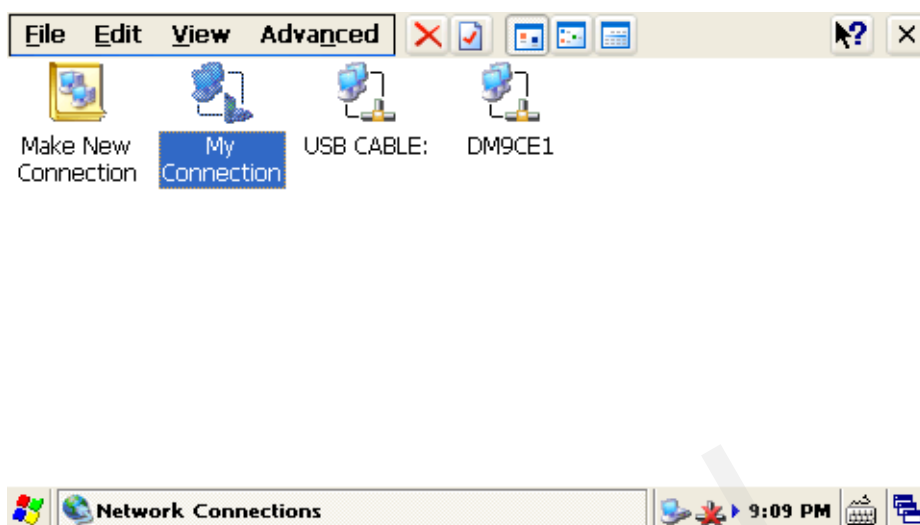 File Edit View Advanced
Make New Connection
My Connection
USB CABLE:
DM9CE1
Network Connections
9:09 PM